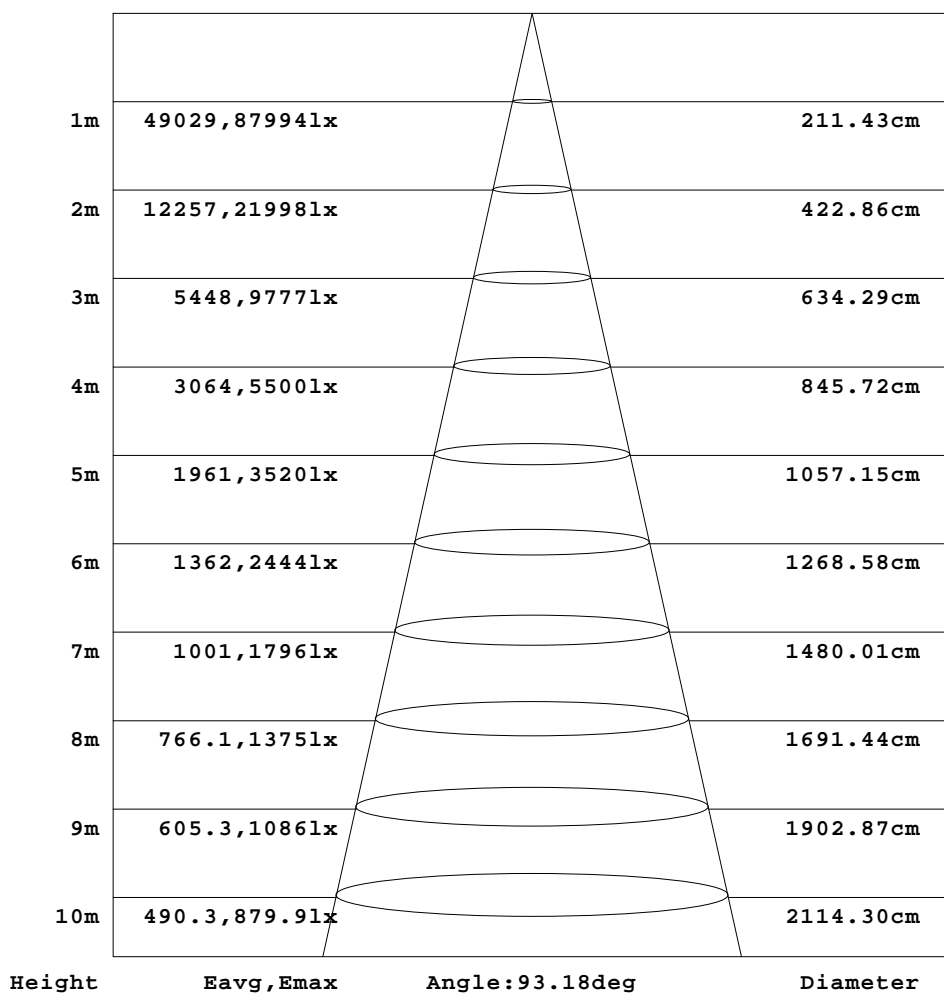 1m 49029,87994lx 211.43cm
2m 12257,21998lx 422.86cm
3m 5448,9777lx 634.29cm
4m 3064,5500lx 845.72cm
5m 1961,3520lx 1057.15cm
6m 1362,2444lx 1268.58cm
7m 1001,1796lx 1480.01cm
8m 766.1,1375lx 1691.44cm
9m 605.3,1086lx 1902.87cm
10m 490.3,879.9lx 2114.30cm
Height Eavg,Emax Angle:93.18deg Diameter